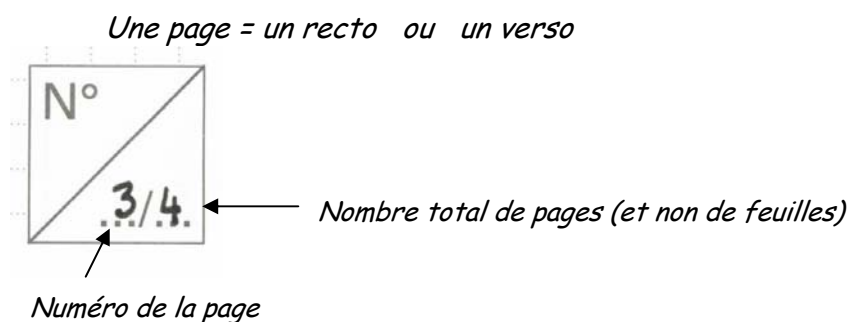 Une page = un recto ou un verso
N°
3/4
Nombre total de pages (et non de feuilles)
Numéro de la page